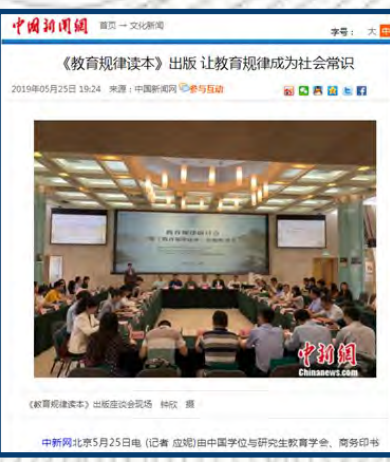 中国新闻网 首页 → 文化新闻
字号： 大 中
《教育规律读本》出版 让教育规律成为社会常识
2019年05月25日 19:24 来源：中国新闻网 参与互动
教育规律研讨会
中新网
Chinanews.com
《教育规律读本》出版座谈会现场 钟欣 摄
中新网北京5月25日电 (记者 应妮)由中国学位与研究生教育学会、商务印书